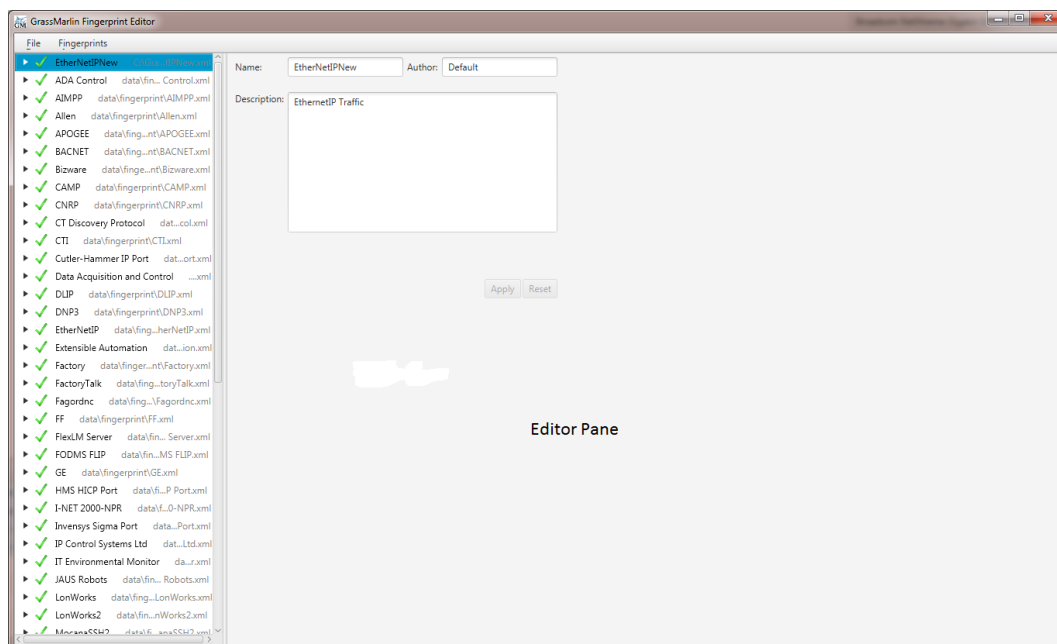 GrassMarlin Fingerprint Editor
File Fingerprints
EtherNetIPNew
ADA Control data\fin... Control.xml
AIMPP data\fingerprint\AIMPP.xml
Allen data\fingerprint\Allen.xml
APOGEE data\fing...nt\APOGEE.xml
BACNET data\fing...nt\BACNET.xml
Bizware data\finge...nt\Bizware.xml
CAMP data\fingerprint\CAMP.xml
CNRP data\fingerprint\CNRP.xml
CT Discovery Protocol dat...col.xml
CTI data\fingerprint\CTI.xml
Cutler-Hammer IP Port dat...ort.xml
Data Acquisition and Control ....xml
DLIP data\fingerprint\DLIP.xml
DNP3 data\fingerprint\DNP3.xml
EtherNetIP data\fing...herNetIP.xml
Extensible Automation dat...ion.xml
Factory data\finger...nt\Factory.xml
FactoryTalk data\fing...toryTalk.xml
Fagordnc data\fing...\Fagordnc.xml
FF data\fingerprint\FF.xml
FlexLM Server data\fin... Server.xml
FODMS FLIP data\fin...MS FLIP.xml
GE data\fingerprint\GE.xml
HMS HICP Port data\fi...P Port.xml
I-NET 2000-NPR data\f...0-NPR.xml
Invensys Sigma Port data...Port.xml
IP Control Systems Ltd dat...Ltd.xml
IT Environmental Monitor da...r.xml
JAUS Robots data\fin... Robots.xml
LonWorks data\fing...LonWorks.xml
LonWorks2 data\fin...nWorks2.xml
MocanaSSH2 data\fi...anaSSH2.xml
Name: EtherNetIPNew Author: Default
Description: EthernetIP Traffic
Apply Reset
Editor Pane